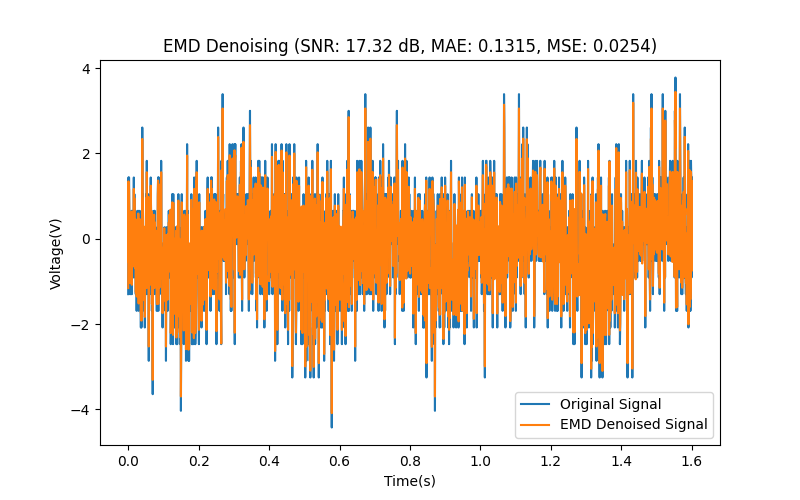 EMD Denoising (SNR: 17.32 dB, MAE: 0.1315, MSE: 0.0254)
4
2
0
−2
−4
Voltage(V)
0.0 0.2 0.4 0.6 0.8 1.0 1.2 1.4 1.6
Time(s)
Original Signal
EMD Denoised Signal